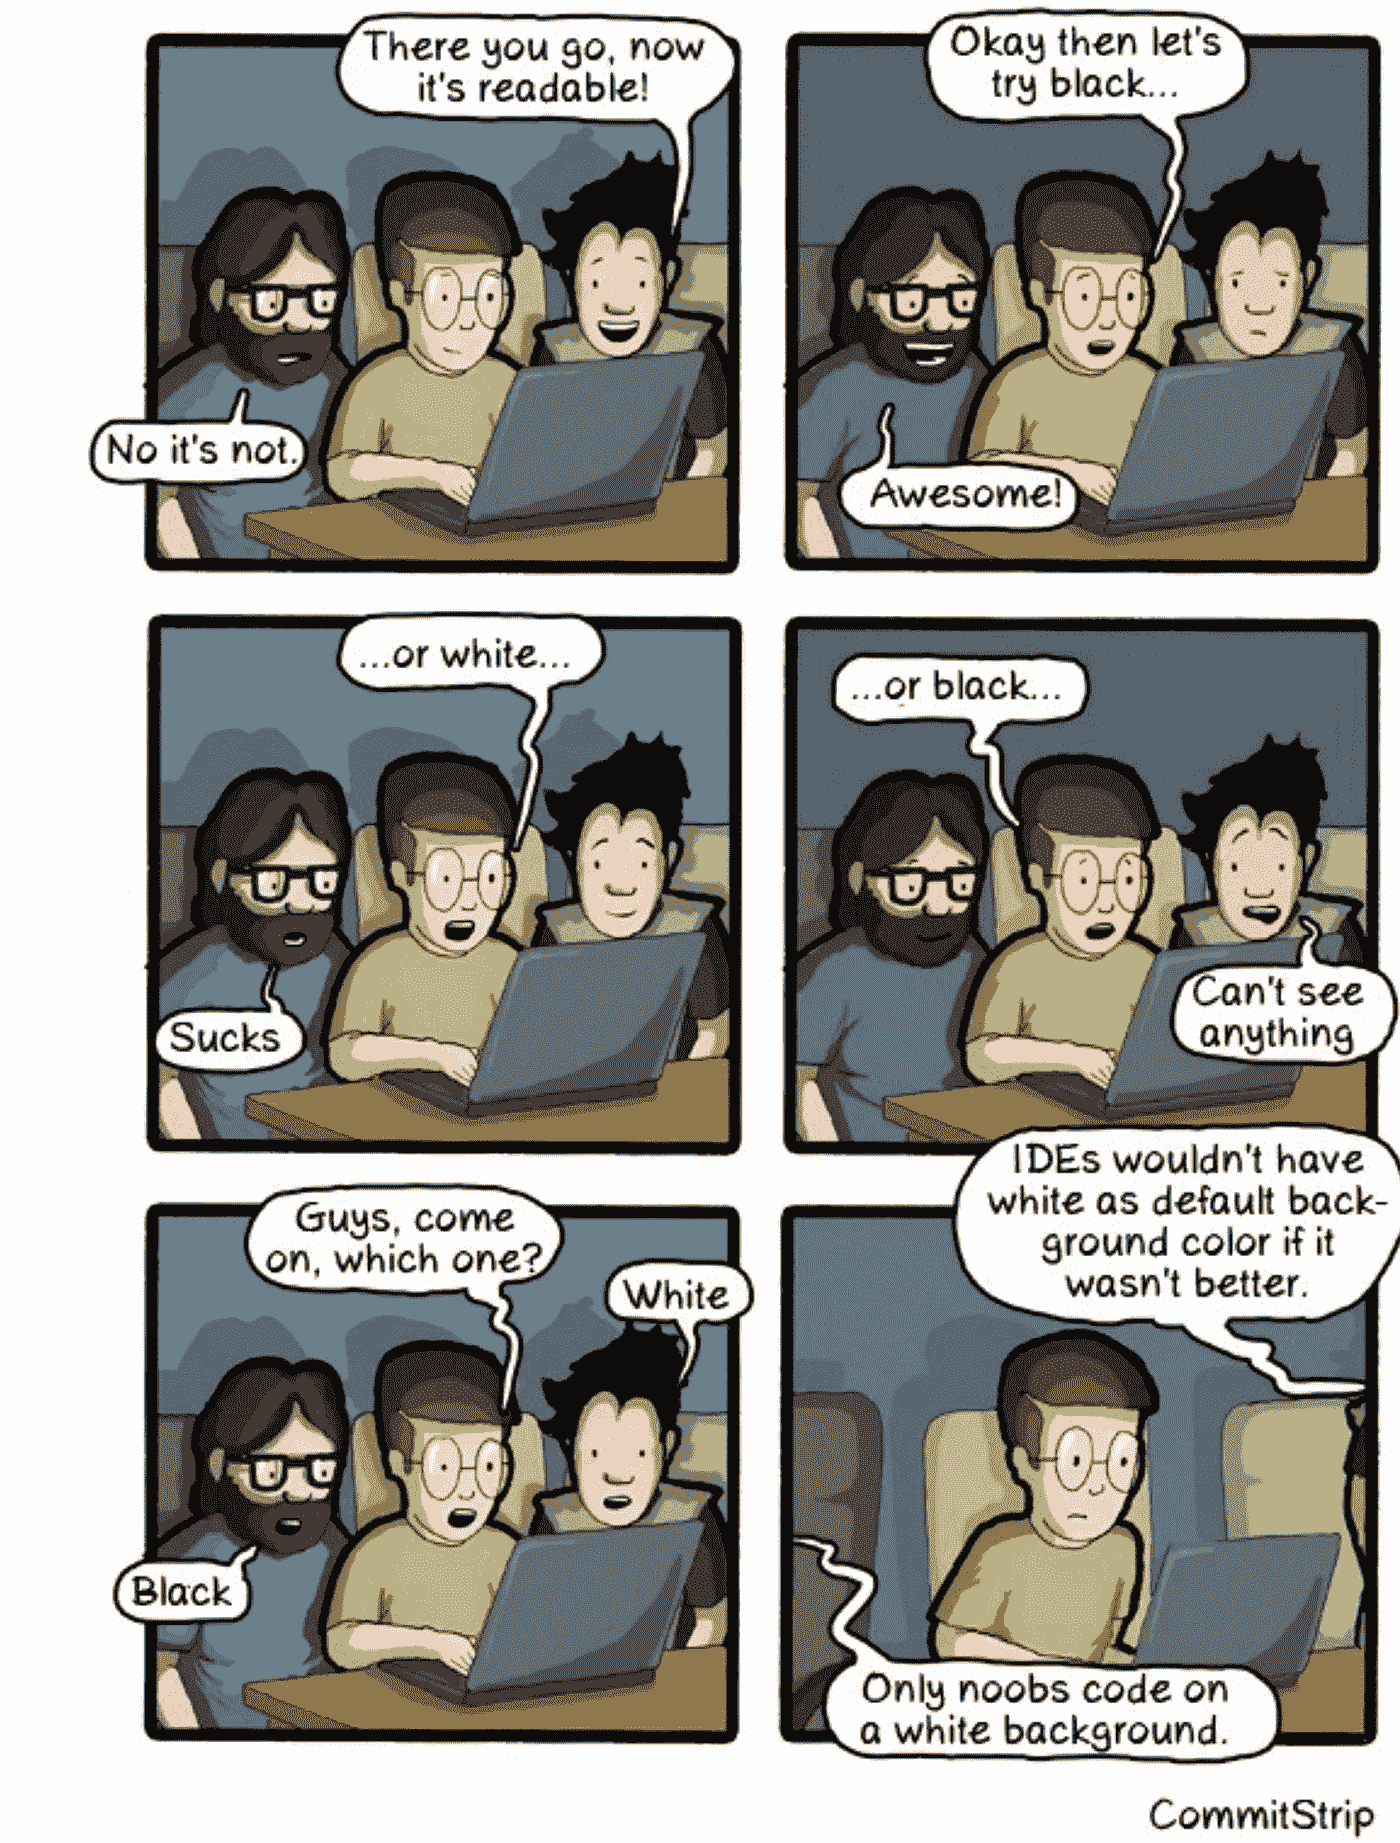 There you go, now
it's readable!
No it's not.
Okay then let's
try black...
Awesome!
...or white...
Sucks
...or black...
Can't see
anything
Guys, come
on, which one?
White
Black
IDEs wouldn't have
white as default back-
ground color if it
wasn't better.
Only noobs code on
a white background.
CommitStrip